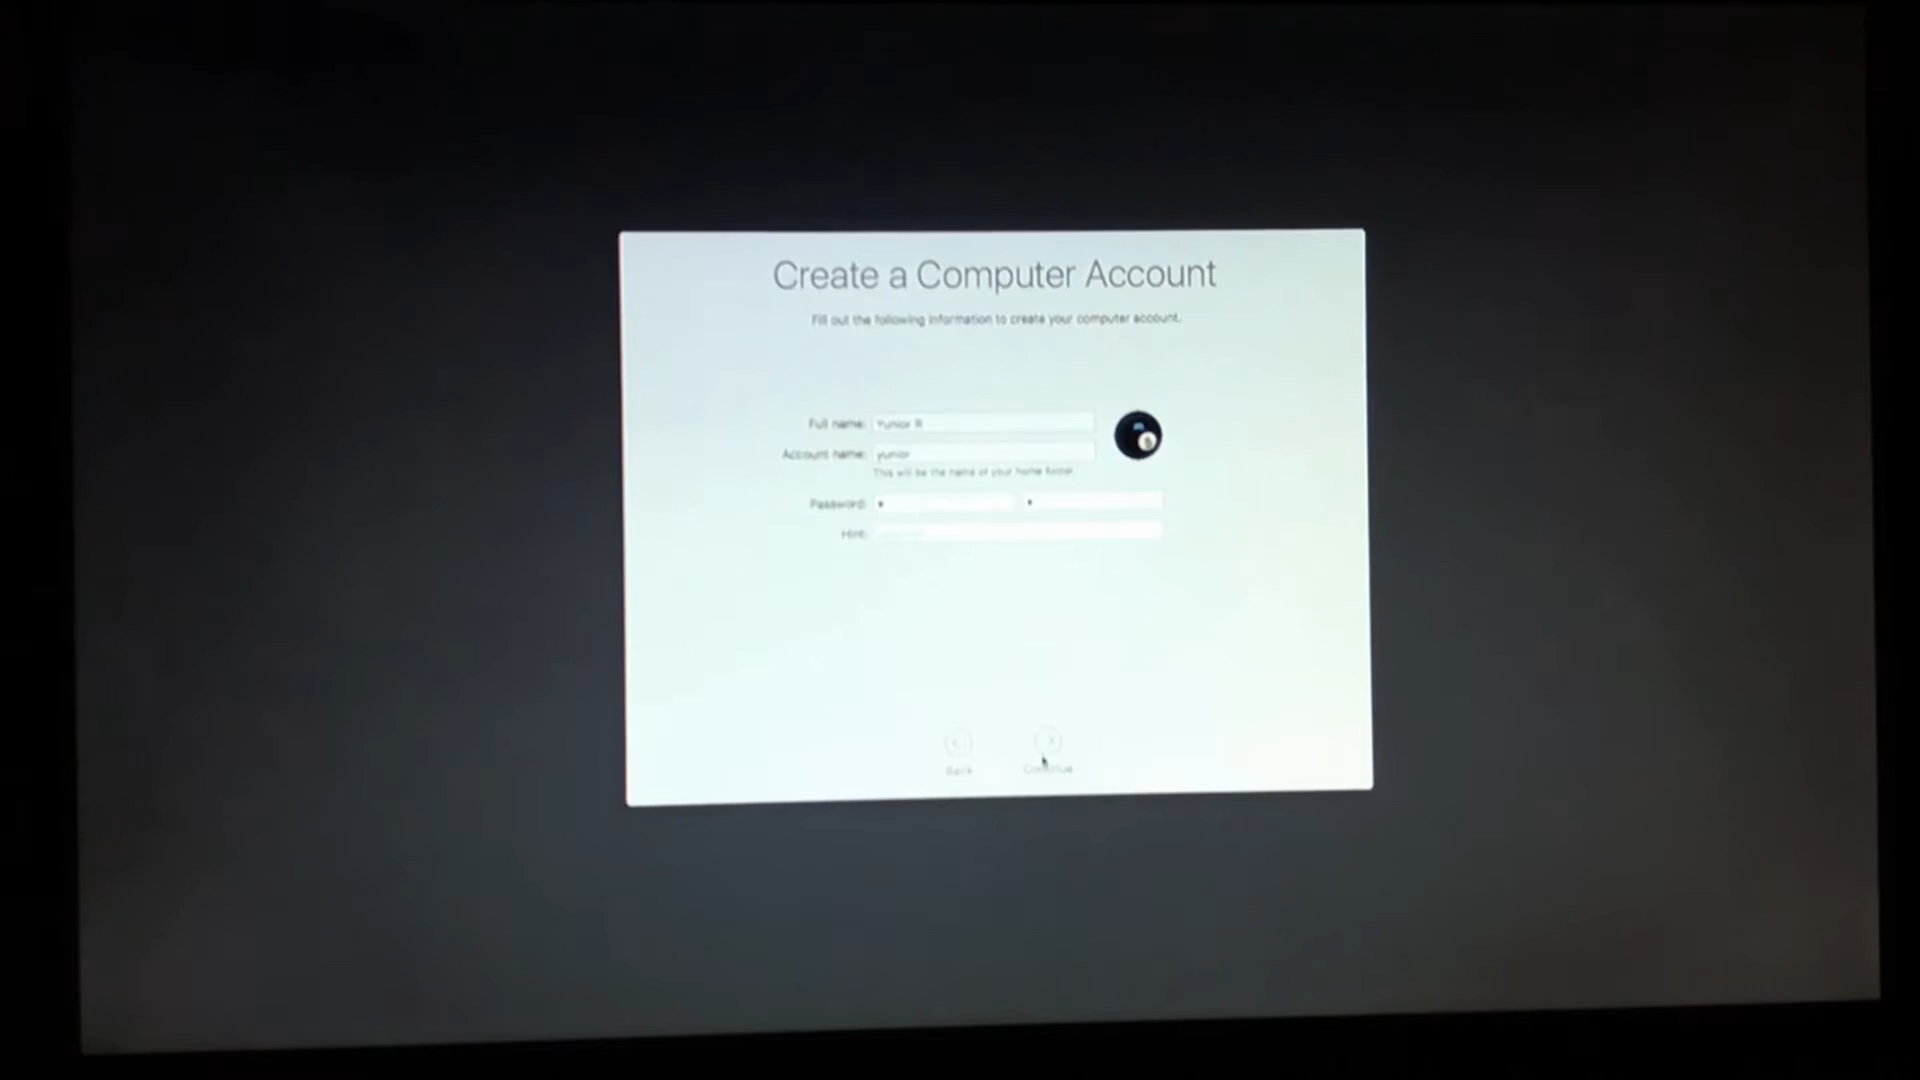 Create a Computer Account
Fill out the following information to create your computer account.
Full name: Yunior
Account name: yunior
This will be the name of your home folder.
Password: • •
Hint:
Back Continue